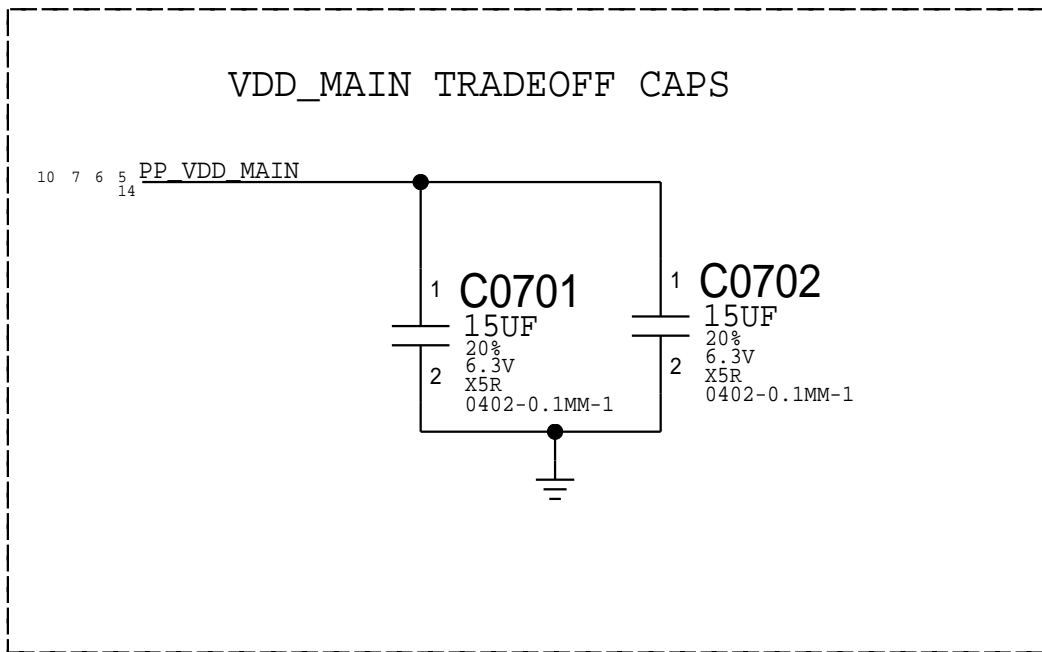 VDD_MAIN TRADEOFF CAPS
10 7 6 5 PP_VDD_MAIN
14
1 C0701
15UF
20%
6.3V
2 X5R
0402-0.1MM-1
1 C0702
15UF
20%
6.3V
2 X5R
0402-0.1MM-1